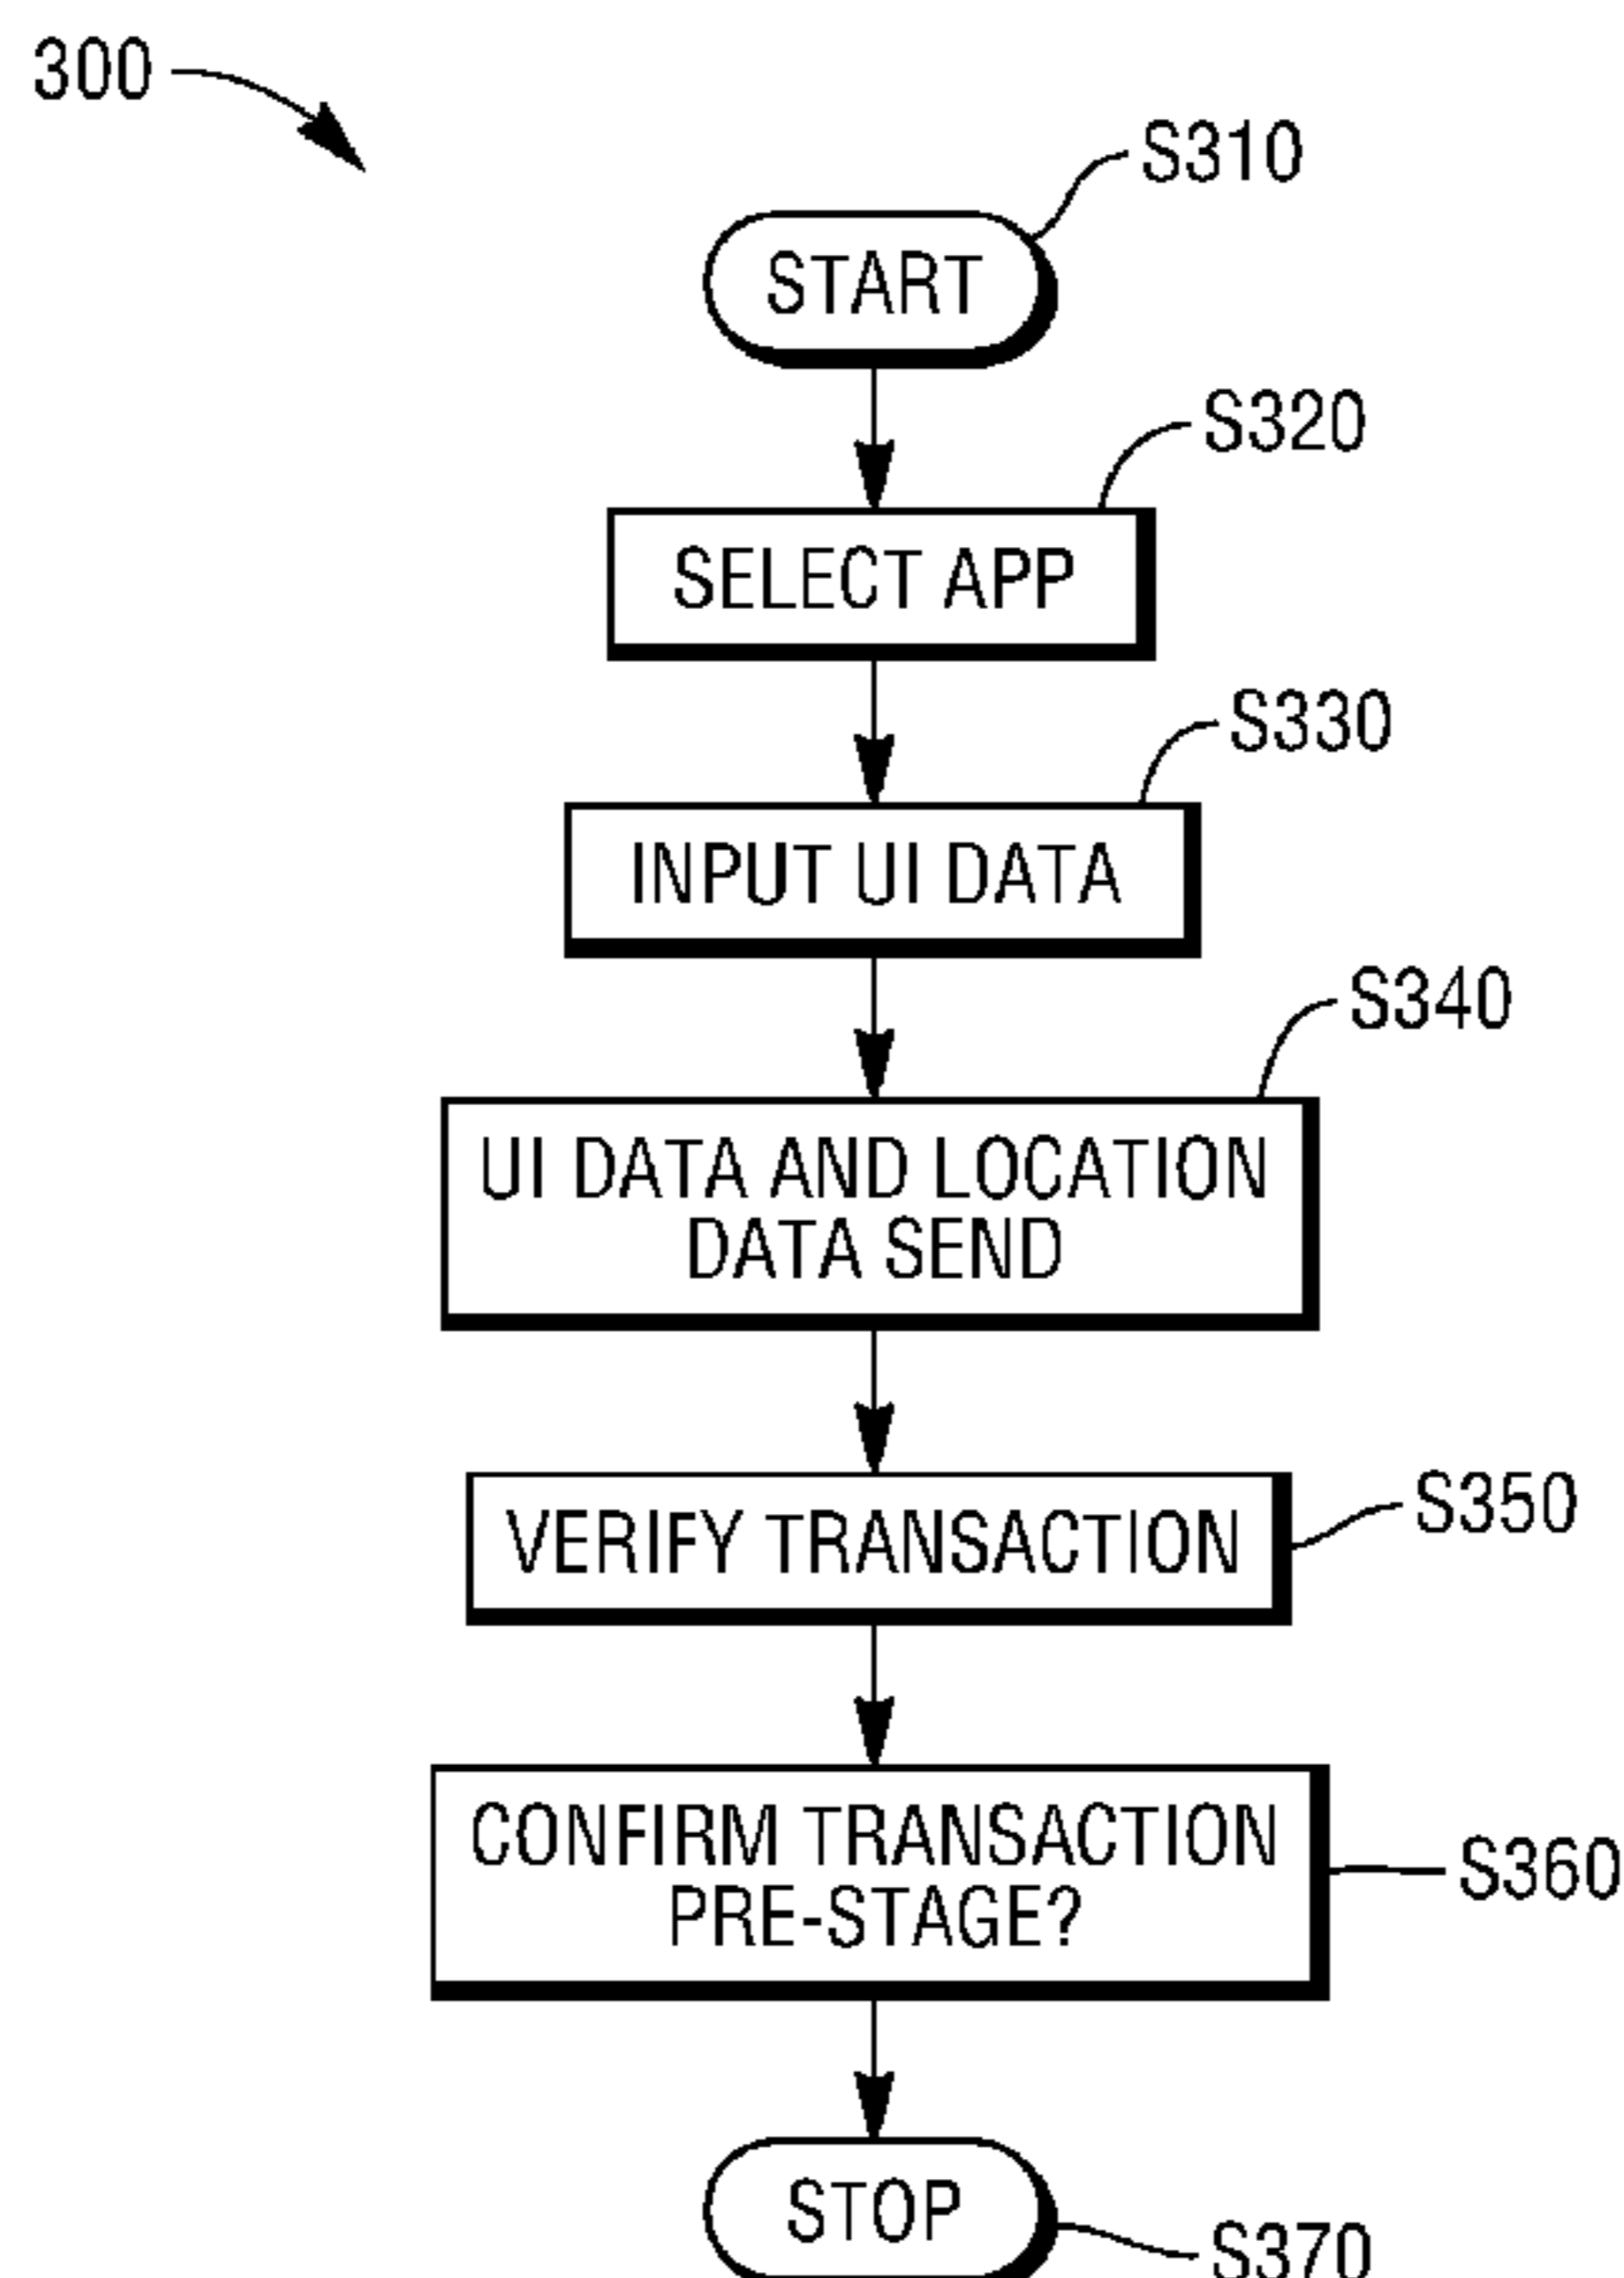 300
S310
START
S320
SELECT APP
S330
INPUT UI DATA
S340
UI DATA AND LOCATION
DATA SEND
S350
VERIFY TRANSACTION
CONFIRM TRANSACTION
PRE-STAGE?
S360
STOP
S370